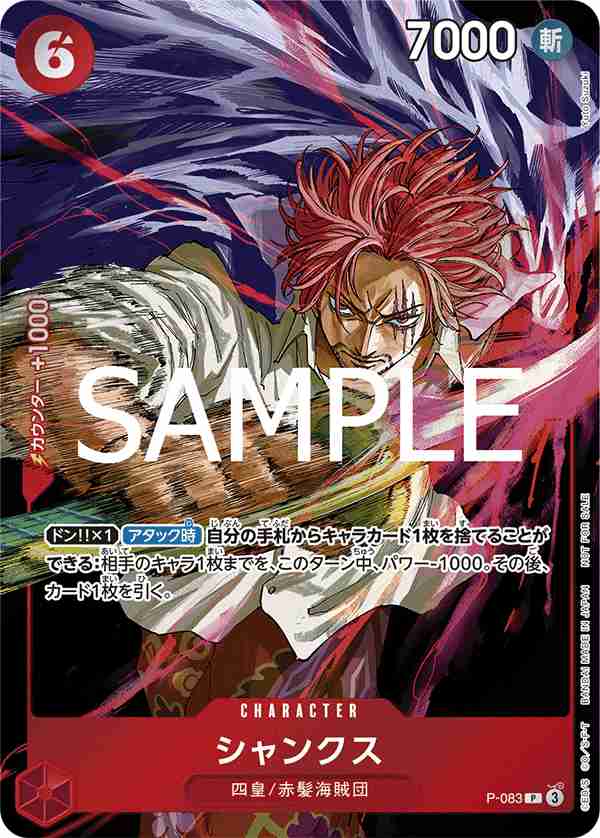 6
7000 斬
Yuto Suzuki
カウンター +1000
SAMPLE
ドン!!×1 アタック時 自分の手札からキャラカード1枚を捨てることが
できる:相手のキャラ1枚までを、このターン中、パワー-1000。その後、
カード1枚を引く。
CHARACTER
シャンクス
四皇/赤髪海賊団
P-083 P 3
©E.O./S. ©E.O./S.・F・T BANDAI MADE IN JAPAN NOT FOR SALE